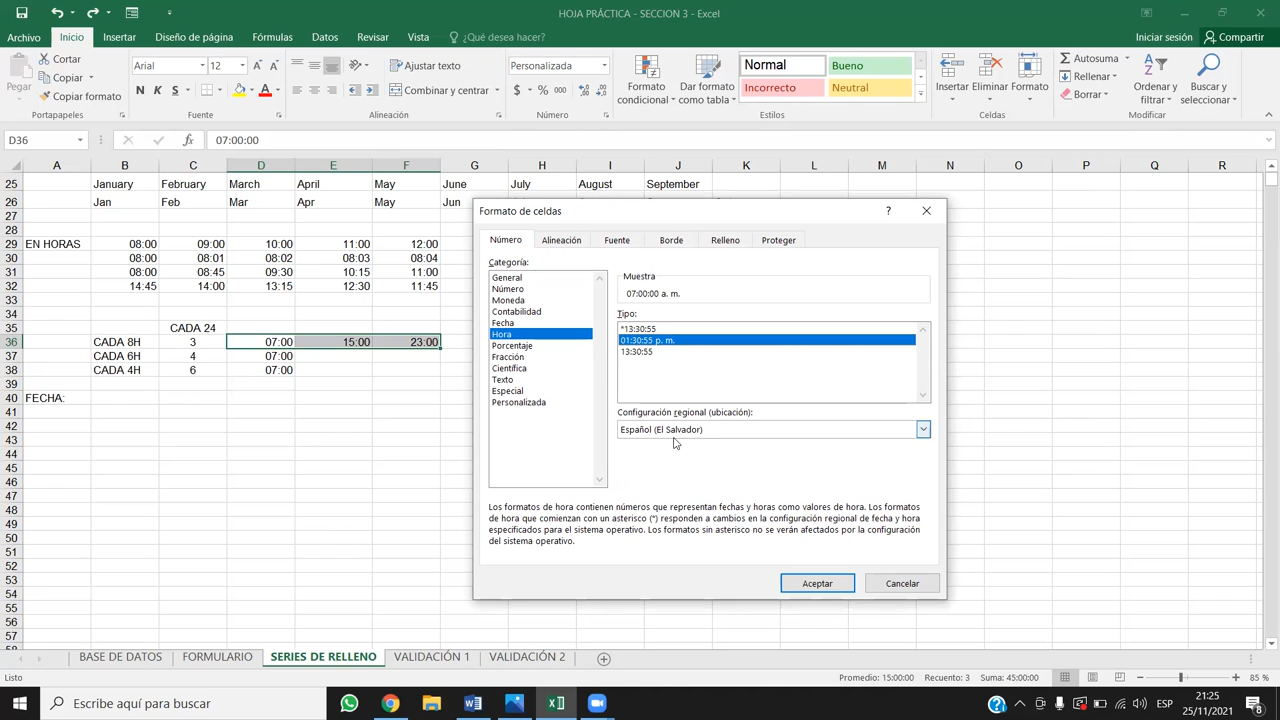 HOJA PRÁCTICA - SECCION 3 - Excel
Archivo Inicio Insertar Diseño de página Fórmulas Datos Revisar Vista ¿Qué desea hacer? Iniciar sesión Compartir
Pegar Cortar Copiar Copiar formato Portapapeles
Arial 12 N K S Fuente
Ajustar texto Combinar y centrar Alineación
Personalizada $ % 000 Número
Formato condicional Dar formato como tabla Normal Bueno Incorrecto Neutral Estilos
Insertar Eliminar Formato Celdas
Autosuma Rellenar Borrar Ordenar y filtrar Buscar y seleccionar Modificar
D36 fx 07:00:00
A B C D E F G H I J K L M N O P Q R
25 January February March April May June July August September
26 Jan Feb Mar Apr May Jun
27
28
29 EN HORAS 08:00 09:00 10:00 11:00 12:00
30 08:00 08:01 08:02 08:03 08:04
31 08:00 08:45 09:30 10:15 11:00
32 14:45 14:00 13:15 12:30 11:45
33
34
35 CADA 24
36 CADA 8H 3 07:00 15:00 23:00
37 CADA 6H 4 07:00
38 CADA 4H 6 07:00
39
40 FECHA:
41
42
43
44
45
46
47
48
49
50
51
52
53
54
55
56
57
Formato de celdas ?
Número Alineación Fuente Borde Relleno Proteger
Categoría:
General
Número
Moneda
Contabilidad
Fecha
Hora
Porcentaje
Fracción
Científica
Texto
Especial
Personalizada
Muestra
07:00:00 a. m.
Tipo:
*13:30:55
01:30:55 p. m.
13:30:55
Configuración regional (ubicación):
Español (El Salvador)
Los formatos de hora contienen números que representan fechas y horas como valores de hora. Los formatos
de hora que comienzan con un asterisco (*) responden a cambios en la configuración regional de fecha y hora
especificados para el sistema operativo. Los formatos sin asterisco no se verán afectados por la configuración
del sistema operativo.
Aceptar Cancelar
BASE DE DATOS FORMULARIO SERIES DE RELLENO VALIDACIÓN 1 VALIDACIÓN 2
Listo Promedio: 15:00:00 Recuento: 3 Suma: 45:00:00 85 %
Escribe aquí para buscar ESP 21:25
25/11/2021 8